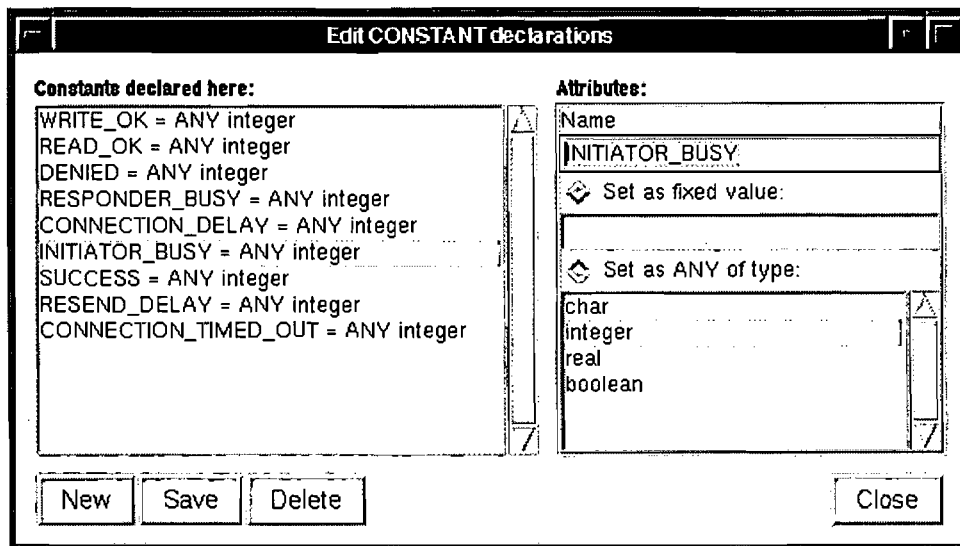 Edit CONSTANT declarations
Constants declared here:
WRITE_OK = ANY integer
READ_OK = ANY integer
DENIED = ANY integer
RESPONDER_BUSY = ANY integer
CONNECTION_DELAY = ANY integer
INITIATOR_BUSY = ANY integer
SUCCESS = ANY integer
RESEND_DELAY = ANY integer
CONNECTION_TIMED_OUT = ANY integer
Attributes:
Name
INITIATOR_BUSY
Set as fixed value:
Set as ANY of type:
char
integer
real
boolean
New
Save
Delete
Close